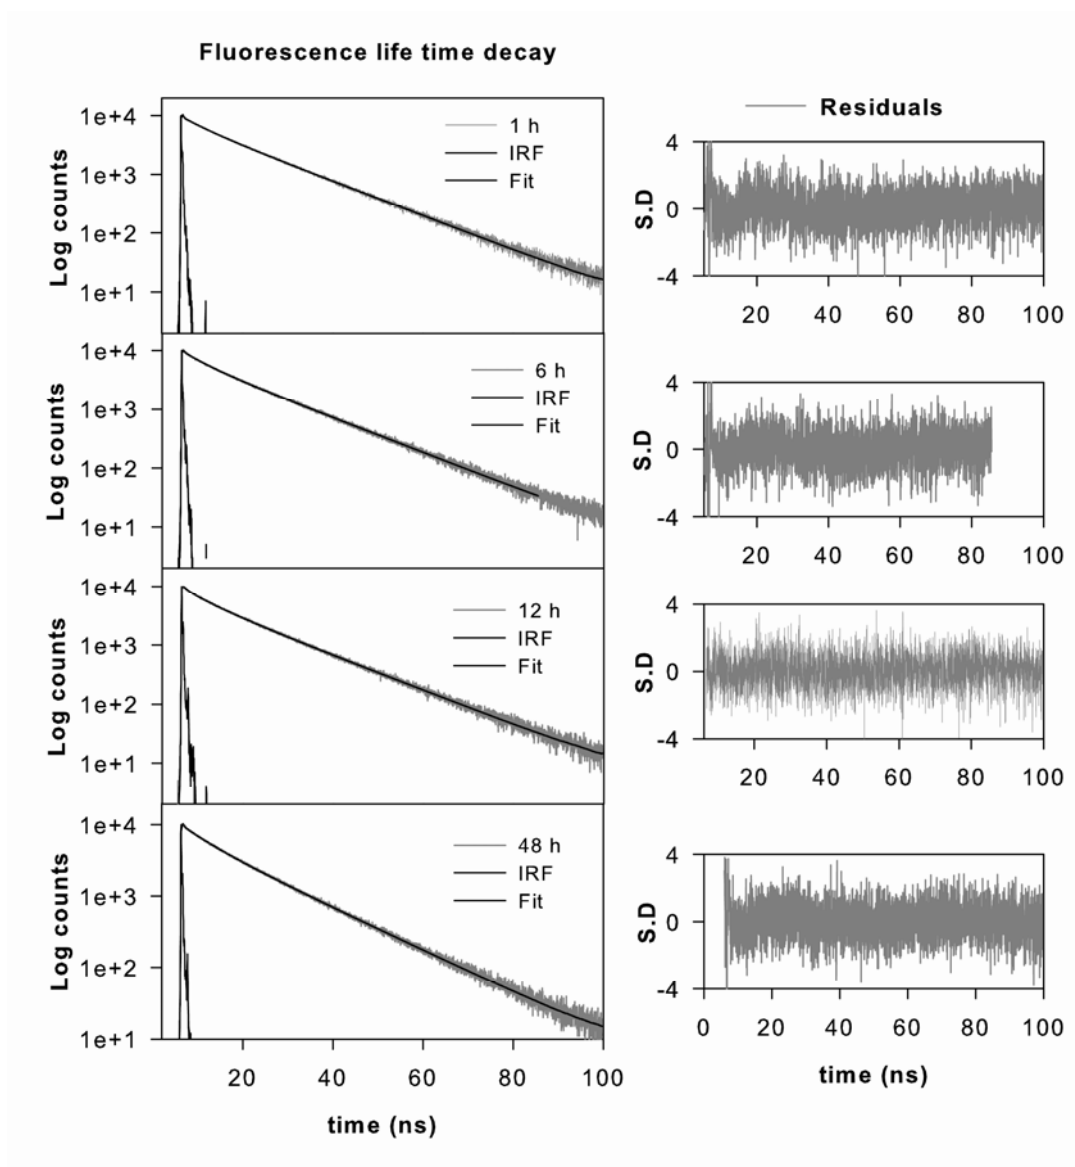 Fluorescence life time decay
Log counts
1e+4
1e+3
1e+2
1e+1
1 h
IRF
Fit
Log counts
1e+4
1e+3
1e+2
1e+1
6 h
IRF
Fit
Log counts
1e+4
1e+3
1e+2
1e+1
12 h
IRF
Fit
Log counts
1e+4
1e+3
1e+2
1e+1
48 h
IRF
Fit
20 40 60 80 100
time (ns)
Residuals
S.D
4
0
-4
20 40 60 80 100
S.D
4
0
-4
20 40 60 80 100
S.D
4
0
-4
20 40 60 80 100
S.D
4
0
-4
0 20 40 60 80 100
time (ns)